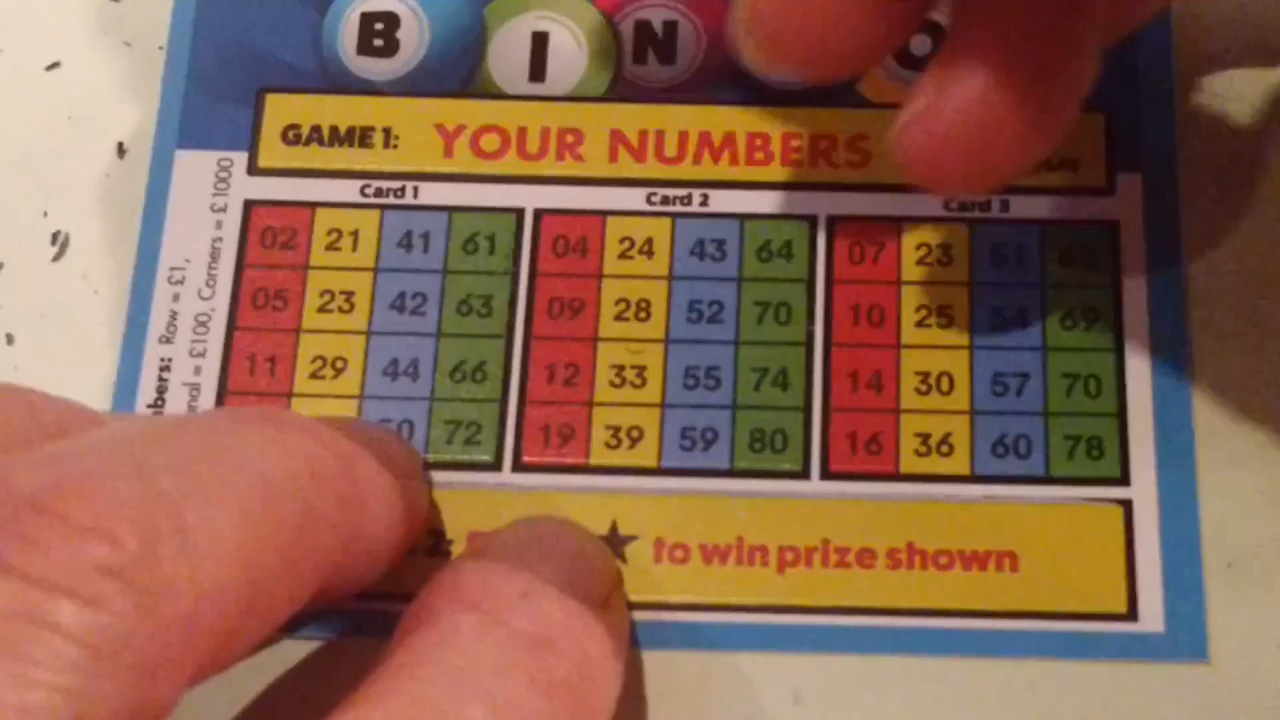 B I N O
GAME 1: YOUR NUMBERS
Card 1 Card 2 Card 3
02 21 41 61 04 24 43 64 07 23 51
05 23 42 63 09 28 52 70 10 25 54 69
11 29 44 66 12 33 55 74 14 30 57 70
50 72 19 39 59 80 16 36 60 78
to win prize shown
Row = £1,
= £100, Corners = £1000